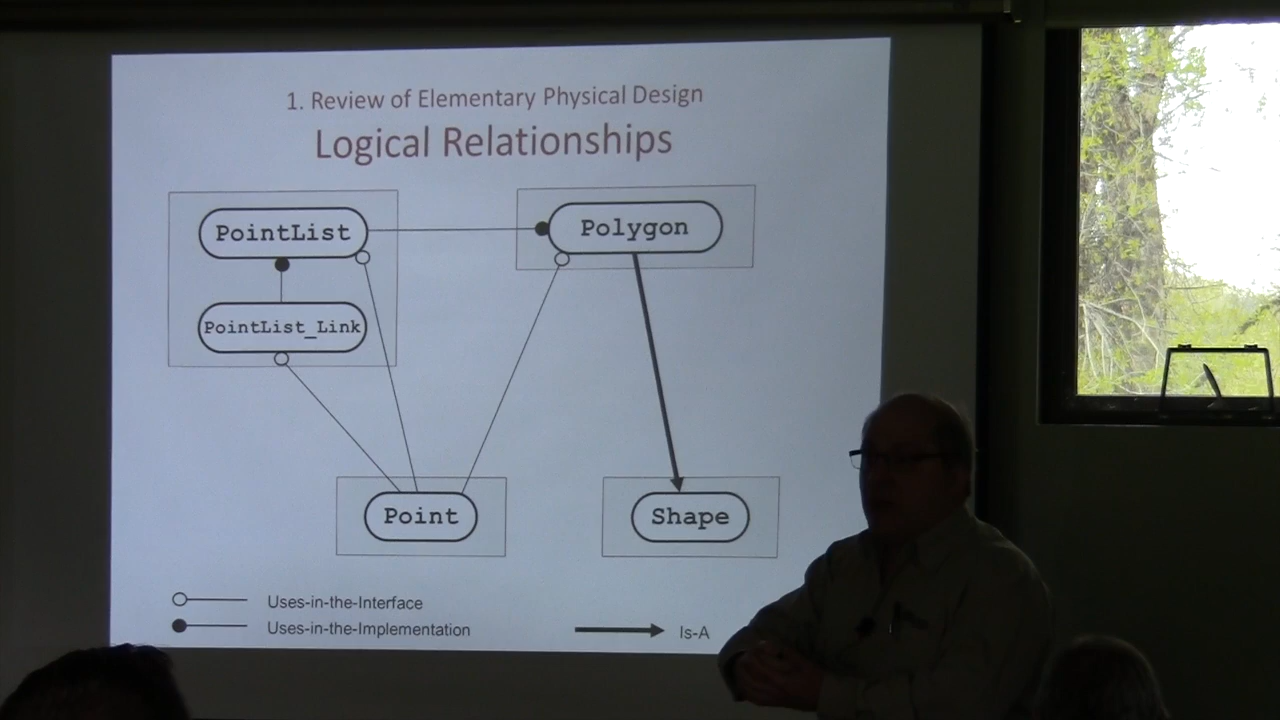 1. Review of Elementary Physical Design
Logical Relationships
PointList
Polygon
PointList_Link
Point
Shape
Uses-in-the-Interface
Uses-in-the-Implementation
Is-A